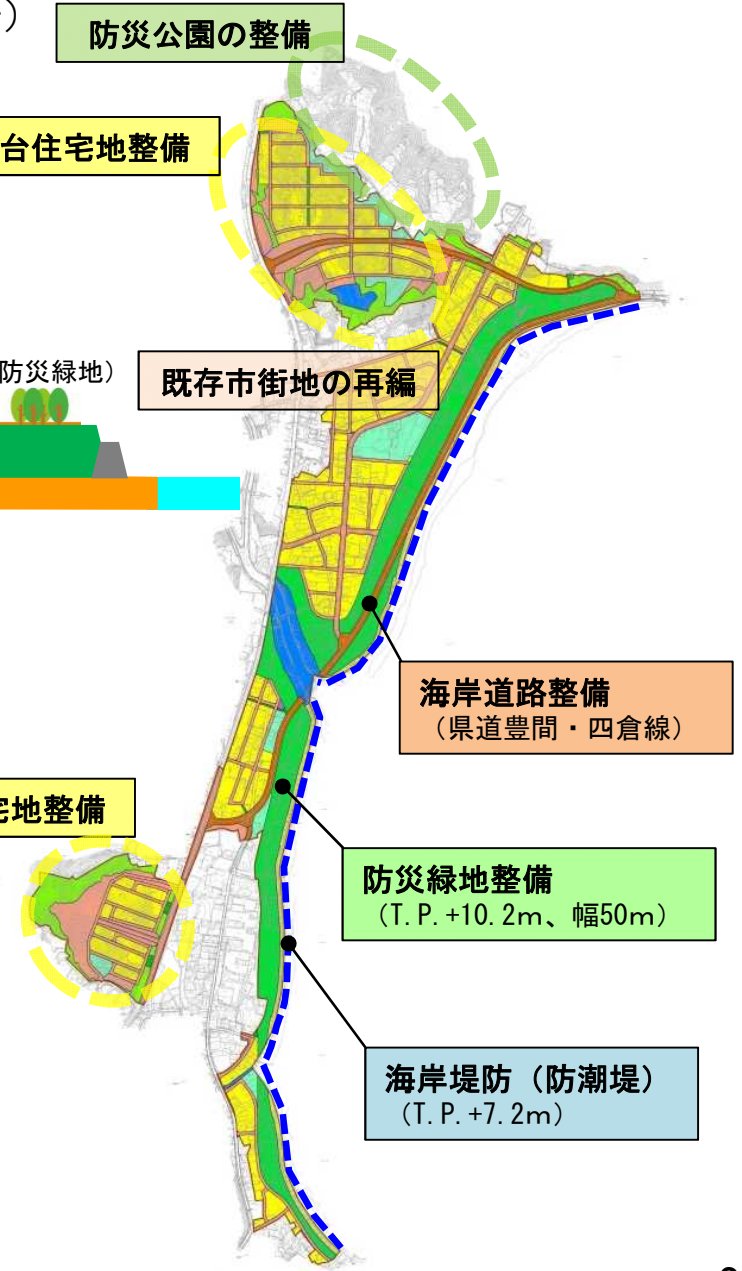 防災公園の整備
台住宅地整備
防災緑地）
既存市街地の再編
海岸道路整備
（県道豊間・四倉線）
宅地整備
防災緑地整備
（T.P.+10.2m、幅50m）
海岸堤防（防潮堤）
（T.P.+7.2m）